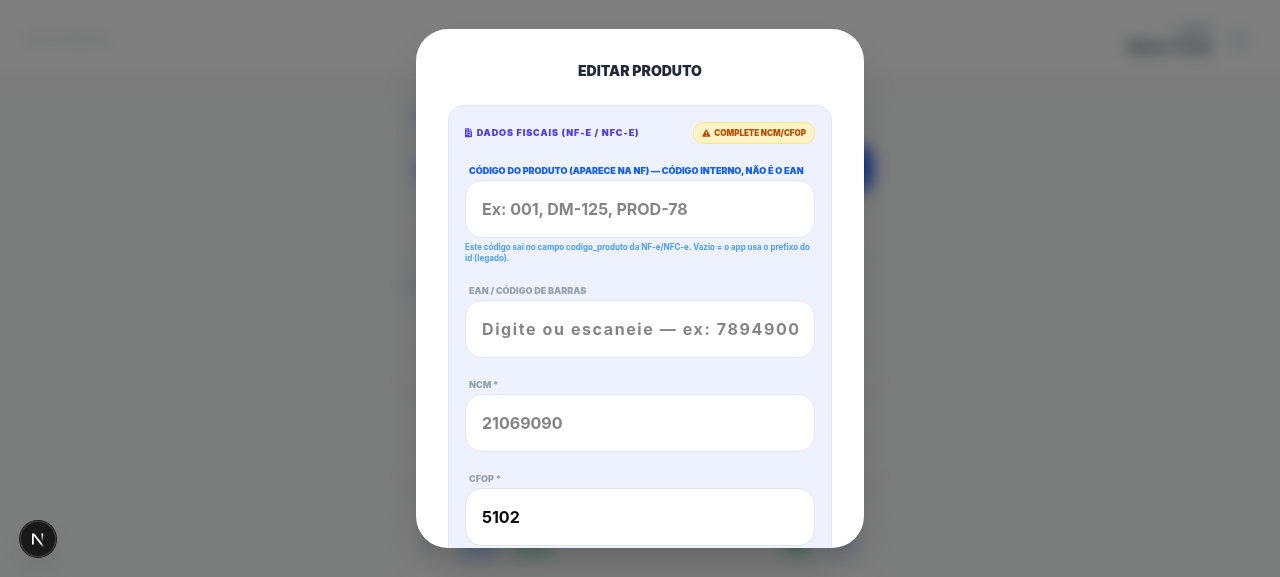 EDITAR PRODUTO
DADOS FISCAIS (NF-E / NFC-E)
COMPLETE NCM/CFOP
CÓDIGO DO PRODUTO (APARECE NA NF) — CÓDIGO INTERNO, NÃO É O EAN
Ex: 001, DM-125, PROD-78
Este código sai no campo codigo_produto da NF-e/NFC-e. Vazio = o app usa o prefixo do
id (legado).
EAN / CÓDIGO DE BARRAS
Digite ou escaneie — ex: 7894900
NCM *
21069090
CFOP *
5102
N